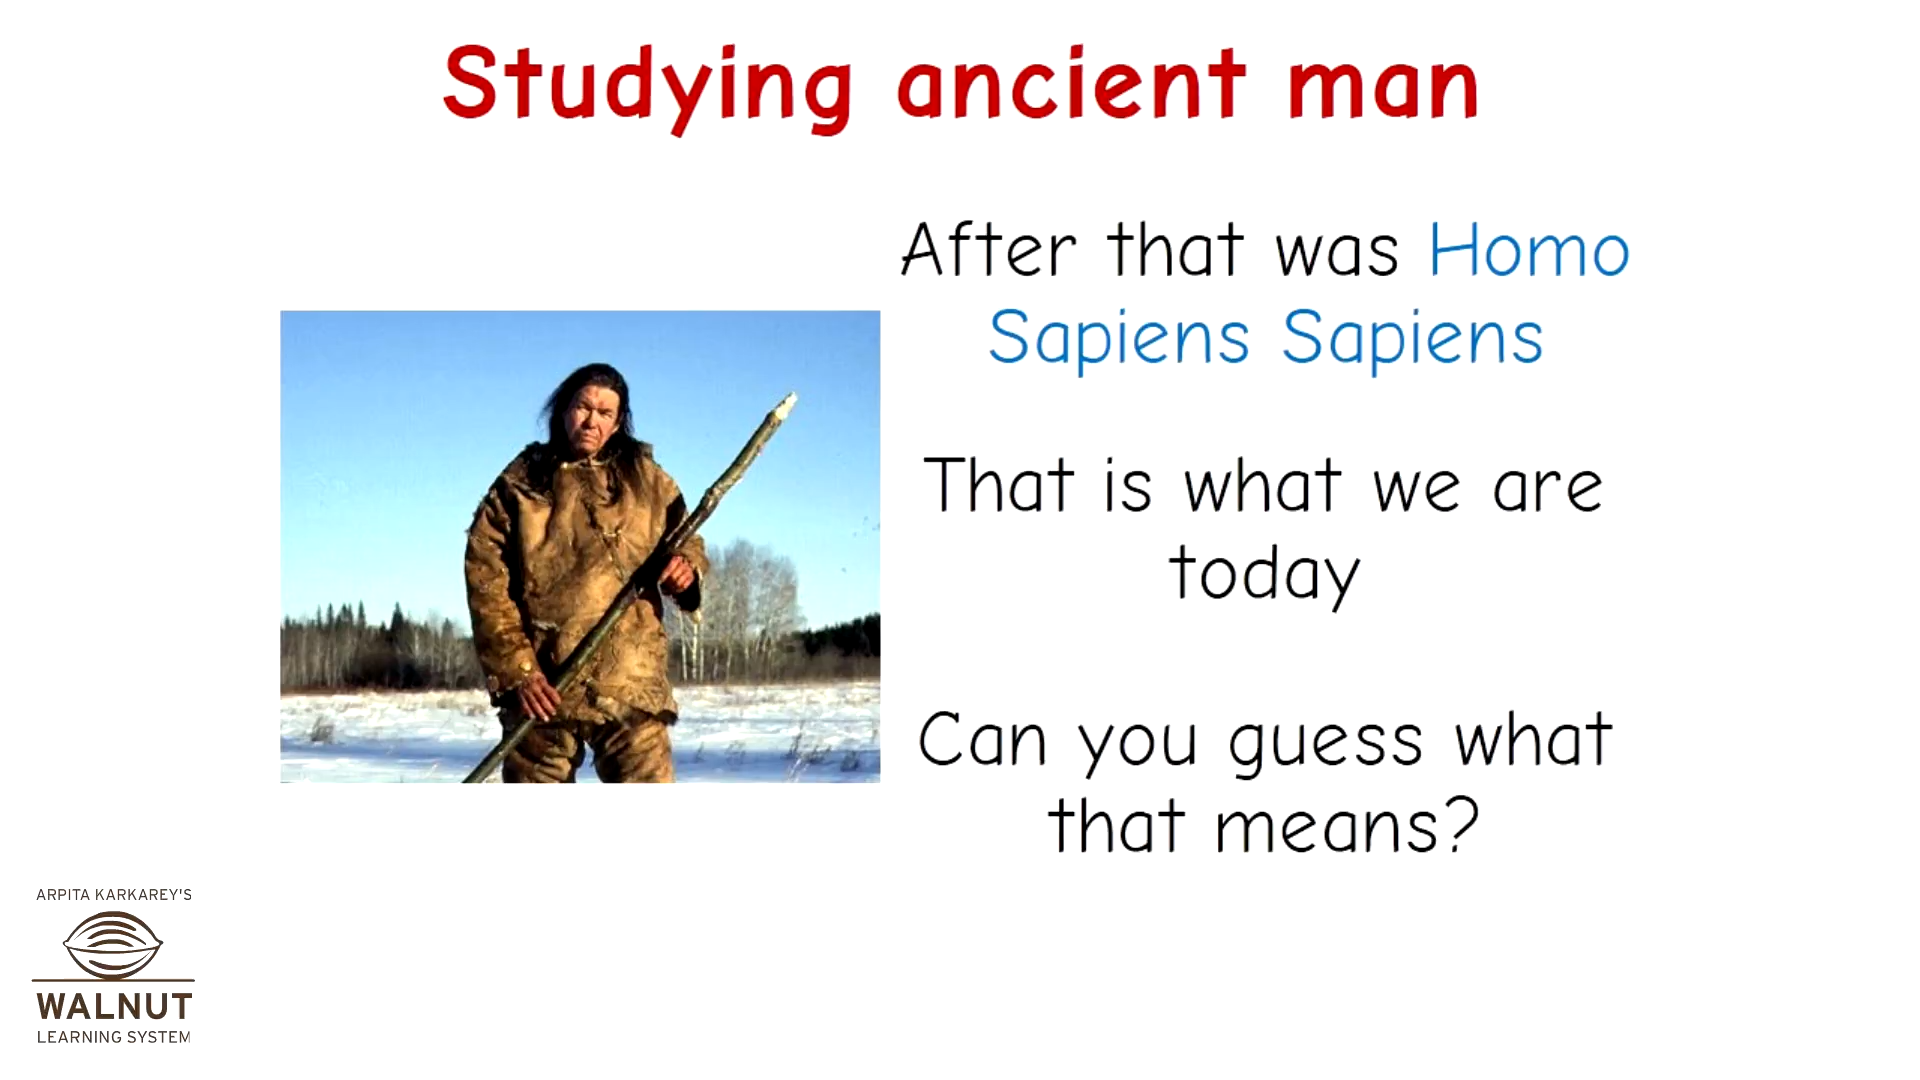 Studying ancient man
After that was Homo
Sapiens Sapiens
That is what we are
today
Can you guess what
that means?
ARPITA KARKAREY'S
WALNUT
LEARNING SYSTEM